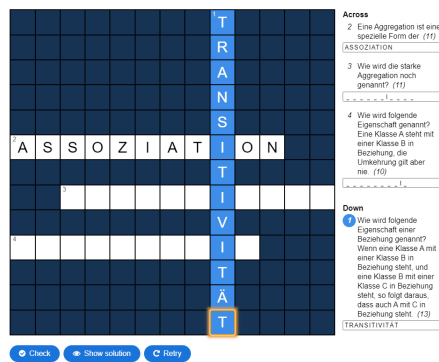 1
T
R
A
N
S
2 A S S O Z I A T I O N
T
3 I
V
4 I
T
Ä
T
Across
2 Eine Aggregation ist eine
spezielle Form der (11)
ASSOZIATION
3 Wie wird die starke
Aggregation noch
genannt? (11)
_ _ _ _ _ _ I _ _ _ _
4 Wie wird folgende
Eigenschaft genannt?
Eine Klasse A steht mit
einer Klasse B in
Beziehung, die
Umkehrung gilt aber
nie. (10)
_ _ _ _ _ _ _ _ I _
Down
1 Wie wird folgende
Eigenschaft einer
Beziehung genannt?
Wenn eine Klasse A mit
einer Klasse B in
Beziehung steht, und
eine Klasse B mit einer
Klasse C in Beziehung
steht, so folgt daraus,
dass auch A mit C in
Beziehung steht. (13)
TRANSITIVITÄT
Check Show solution Retry